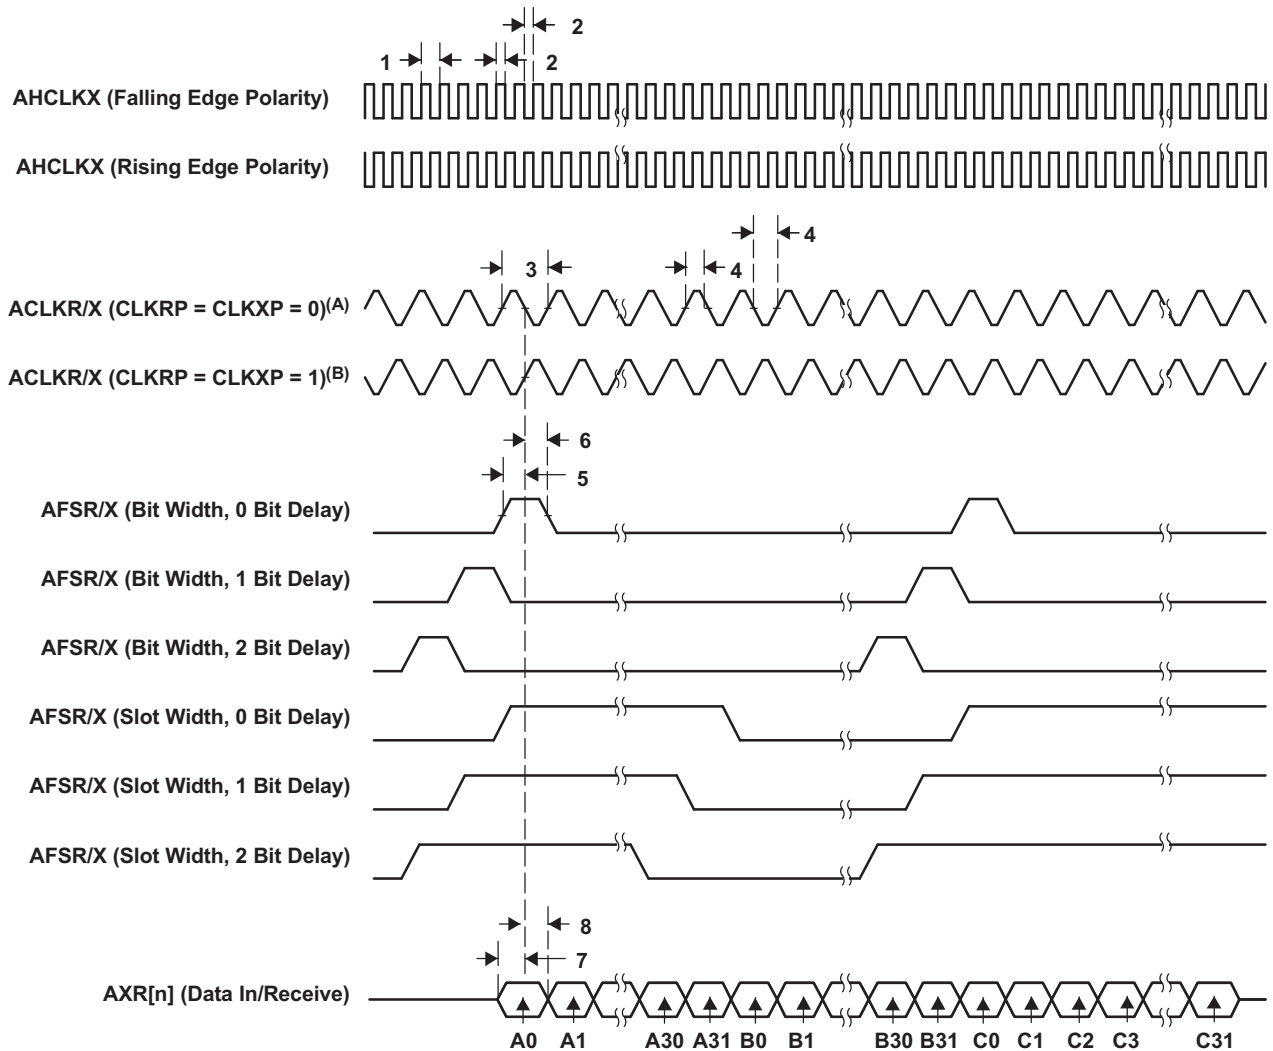 2
1
2
AHCLKX (Falling Edge Polarity)
AHCLKX (Rising Edge Polarity)
4
3
4
ACLKR/X (CLKRP = CLKXP = 0)(A)
ACLKR/X (CLKRP = CLKXP = 1)(B)
6
5
AFSR/X (Bit Width, 0 Bit Delay)
AFSR/X (Bit Width, 1 Bit Delay)
AFSR/X (Bit Width, 2 Bit Delay)
AFSR/X (Slot Width, 0 Bit Delay)
AFSR/X (Slot Width, 1 Bit Delay)
AFSR/X (Slot Width, 2 Bit Delay)
8
7
AXR[n] (Data In/Receive)
A0 A1 A30 A31 B0 B1 B30 B31 C0 C1 C2 C3 C31